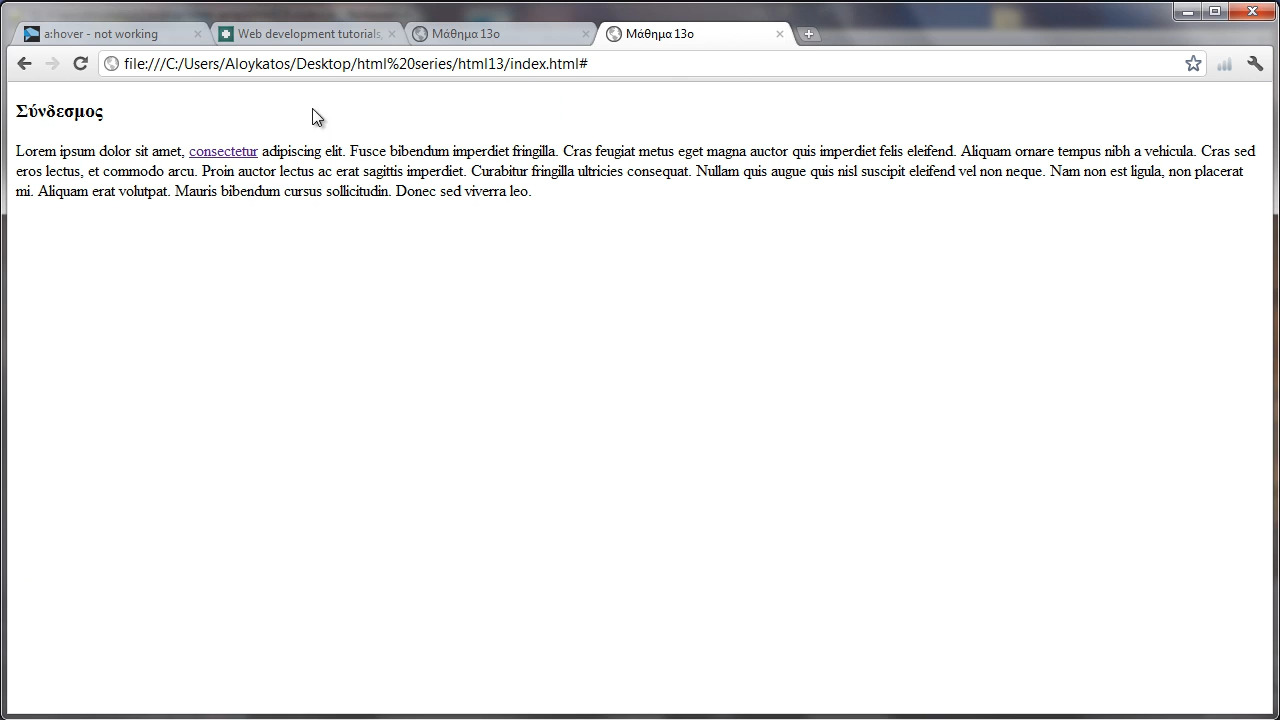 a:hover - not working
Web development tutorials,
Μάθημα 13ο
Μάθημα 13ο
file:///C:/Users/Aloykatos/Desktop/html%20series/html13/index.html#
Σύνδεσμος
Lorem ipsum dolor sit amet, consectetur adipiscing elit. Fusce bibendum imperdiet fringilla. Cras feugiat metus eget magna auctor quis imperdiet felis eleifend. Aliquam ornare tempus nibh a vehicula. Cras sed
eros lectus, et commodo arcu. Proin auctor lectus ac erat sagittis imperdiet. Curabitur fringilla ultricies consequat. Nullam quis augue quis nisl suscipit eleifend vel non neque. Nam non est ligula, non placerat
mi. Aliquam erat volutpat. Mauris bibendum cursus sollicitudin. Donec sed viverra leo.